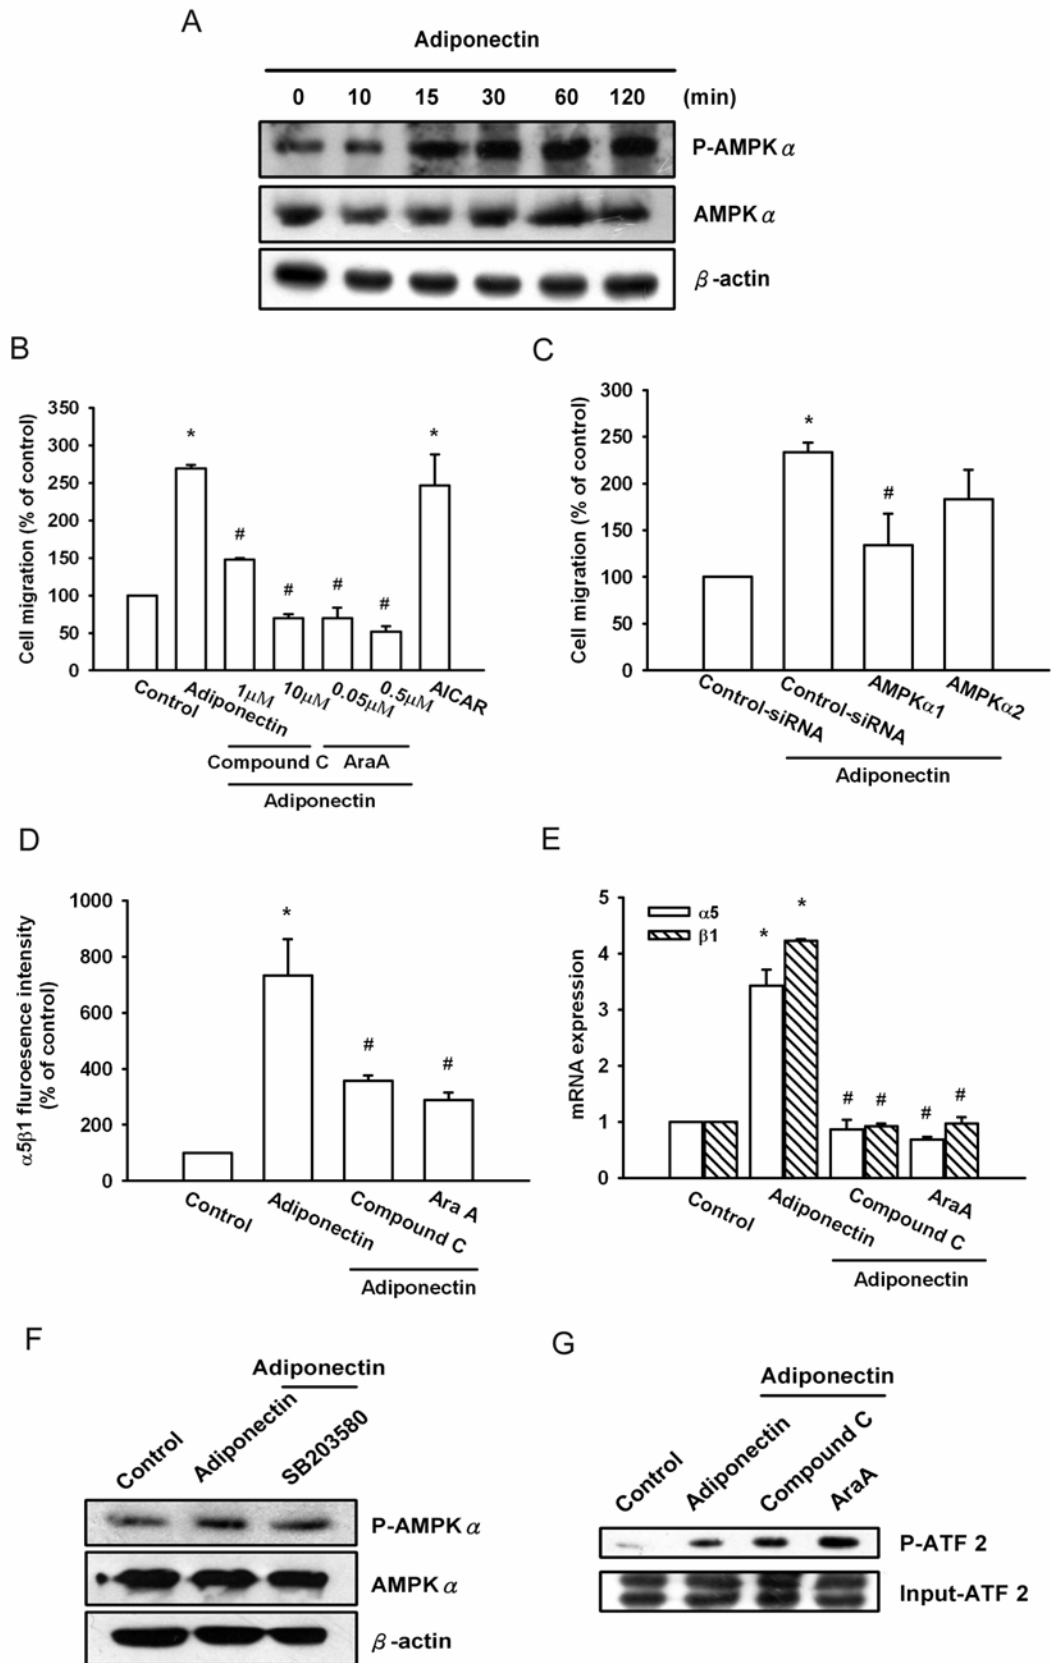 A
Adiponectin
0 10 15 30 60 120 (min)
P-AMPKα
AMPKα
β-actin
B
Cell migration (% of control)
350
300
250
200
150
100
50
0
Control
Adiponectin
1μM
10μM
0.05μM
0.5μM
AICAR
*
#
#
#
#
*
Compound C AraA
Adiponectin
C
Cell migration (% of control)
300
250
200
150
100
50
0
*
#
Control-siRNA
Control-siRNA
AMPKα1
AMPKα2
Adiponectin
D
α5β1 fluroesence intensity
(% of control)
1000
800
600
400
200
0
*
#
#
Control
Adiponectin
Compound C
Ara A
Adiponectin
E
mRNA expression
5
4
3
2
1
0
α5
β1
*
*
#
#
#
#
Control
Adiponectin
Compound C
AraA
Adiponectin
F
Adiponectin
Control
Adiponectin
SB203580
P-AMPKα
AMPKα
β-actin
G
Adiponectin
Control
Adiponectin
Compound C
AraA
P-ATF 2
Input-ATF 2